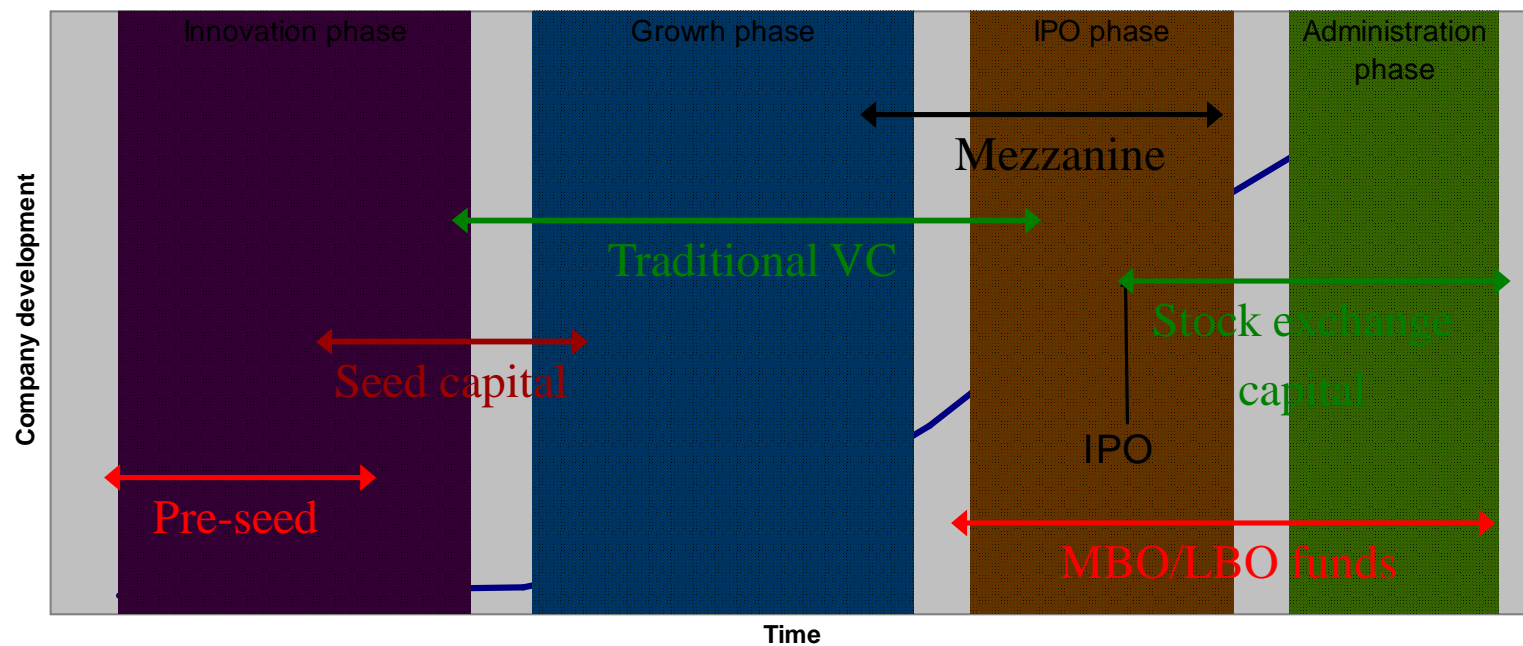 Innovation phase
Growrh phase
IPO phase
Administration
phase
Mezzanine
Traditional VC
Stock exchange
capital
Seed capital
IPO
Pre-seed
MBO/LBO funds
Company development
Time